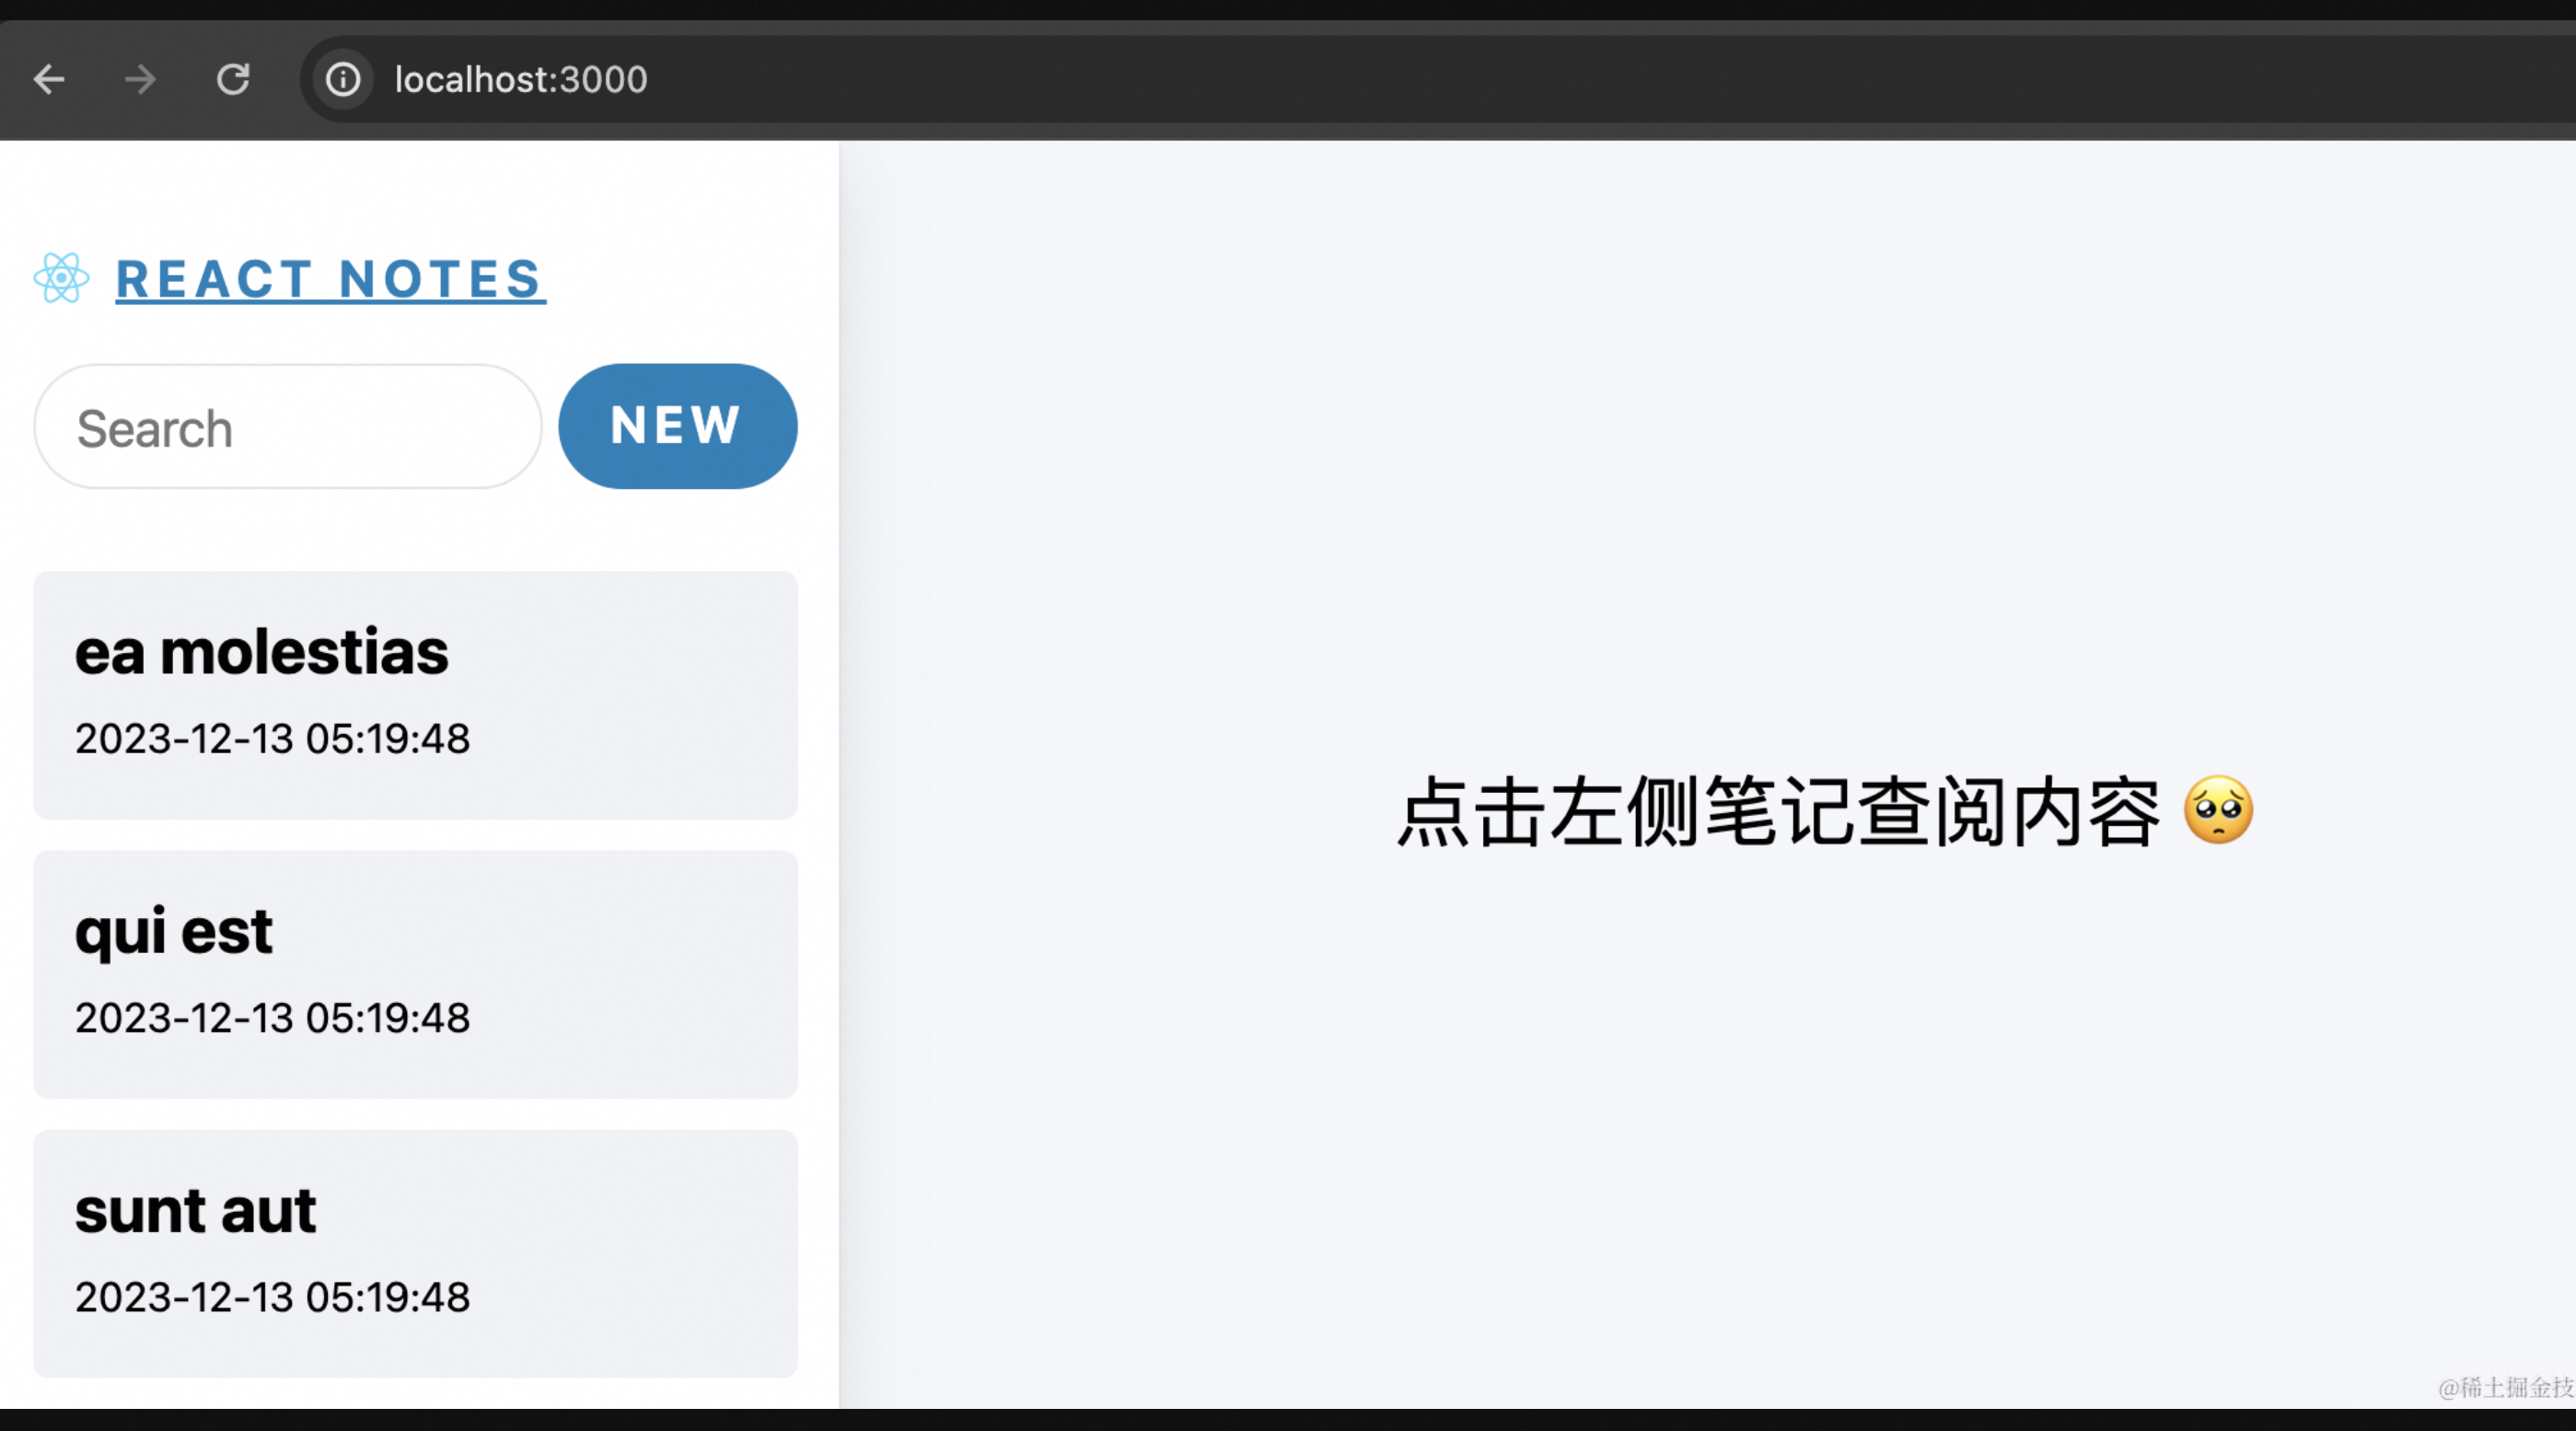 localhost:3000
REACT NOTES
Search
NEW
ea molestias
2023-12-13 05:19:48
qui est
2023-12-13 05:19:48
sunt aut
2023-12-13 05:19:48
点击左侧笔记查阅内容 🥺
@稀土掘金技